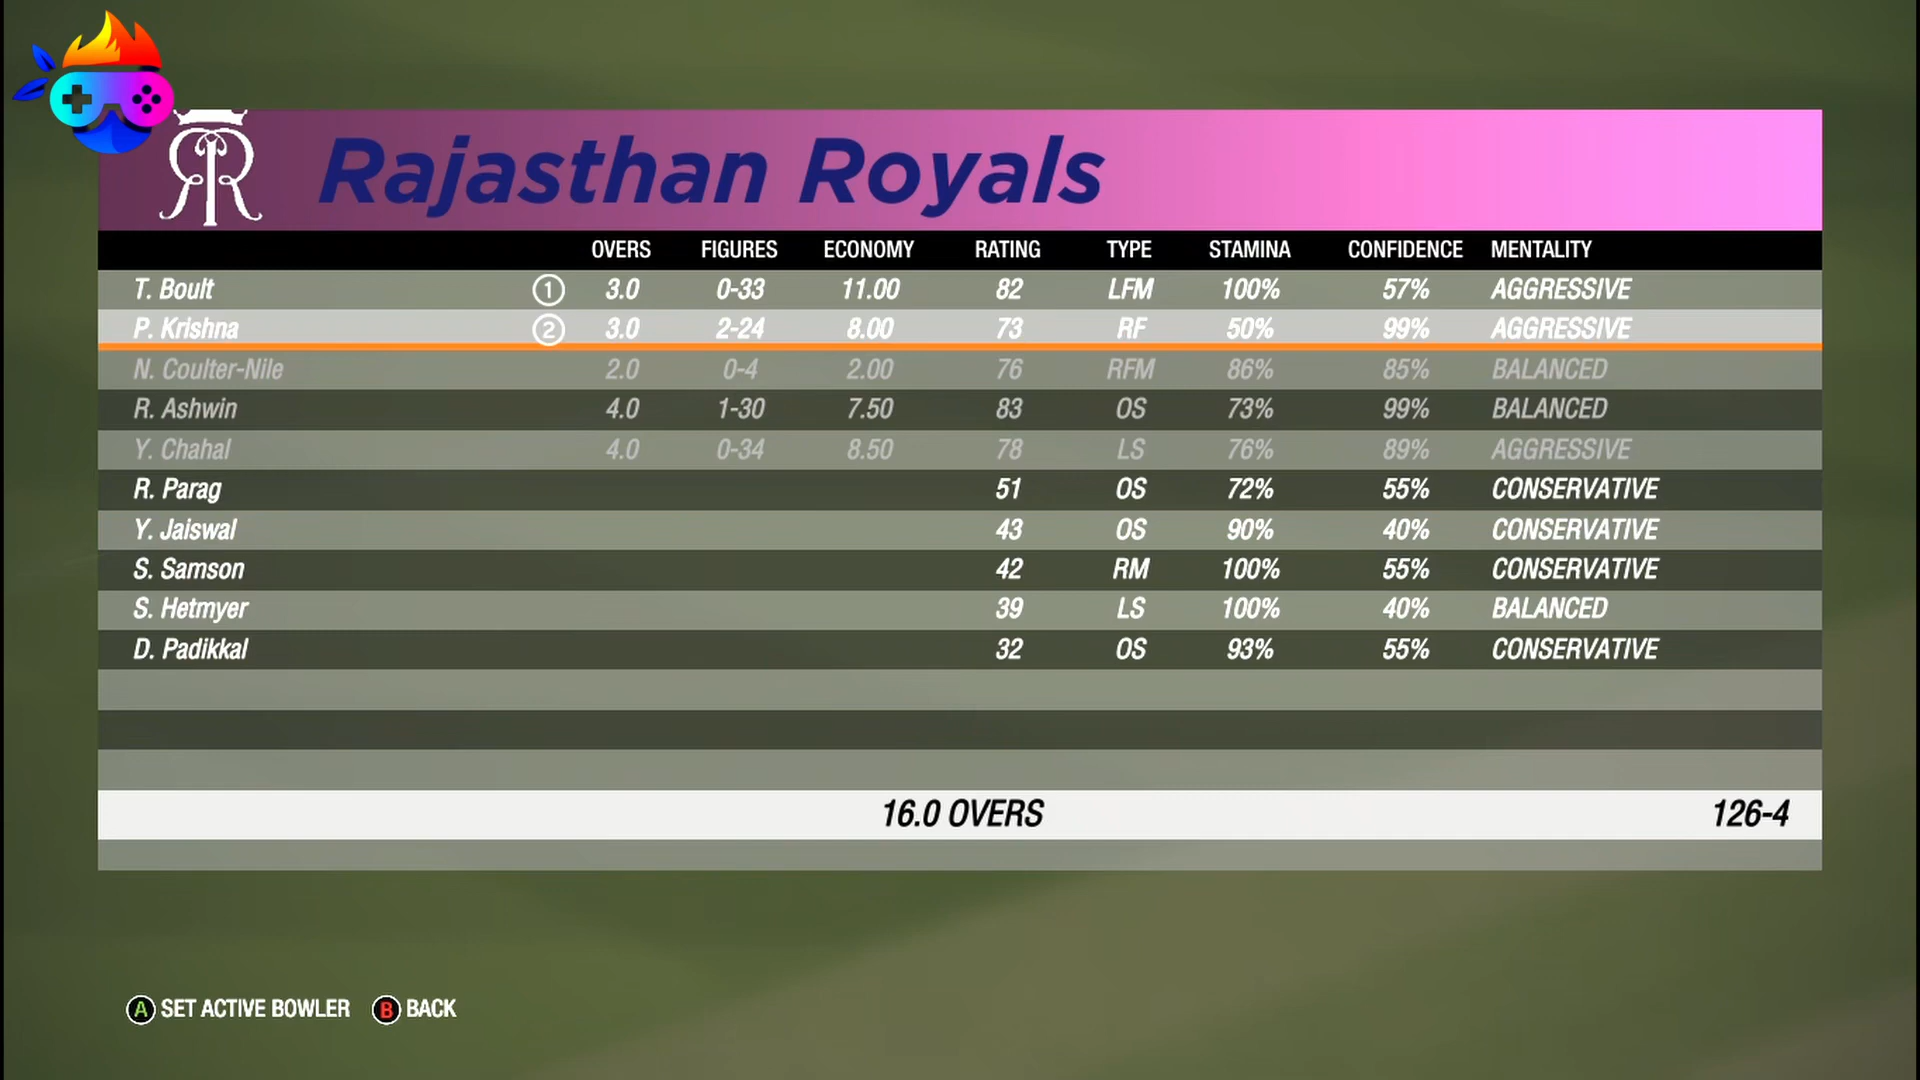 Rajasthan Royals
OVERS FIGURES ECONOMY RATING TYPE STAMINA CONFIDENCE MENTALITY
T. Boult 1 3.0 0-33 11.00 82 LFM 100% 57% AGGRESSIVE
P. Krishna 2 3.0 2-24 8.00 73 RF 50% 99% AGGRESSIVE
N. Coulter-Nile 2.0 0-4 2.00 76 RFM 86% 85% BALANCED
R. Ashwin 4.0 1-30 7.50 83 OS 73% 99% BALANCED
Y. Chahal 4.0 0-34 8.50 78 LS 76% 89% AGGRESSIVE
R. Parag 51 OS 72% 55% CONSERVATIVE
Y. Jaiswal 43 OS 90% 40% CONSERVATIVE
S. Samson 42 RM 100% 55% CONSERVATIVE
S. Hetmyer 39 LS 100% 40% BALANCED
D. Padikkal 32 OS 93% 55% CONSERVATIVE
16.0 OVERS 126-4
A SET ACTIVE BOWLER B BACK